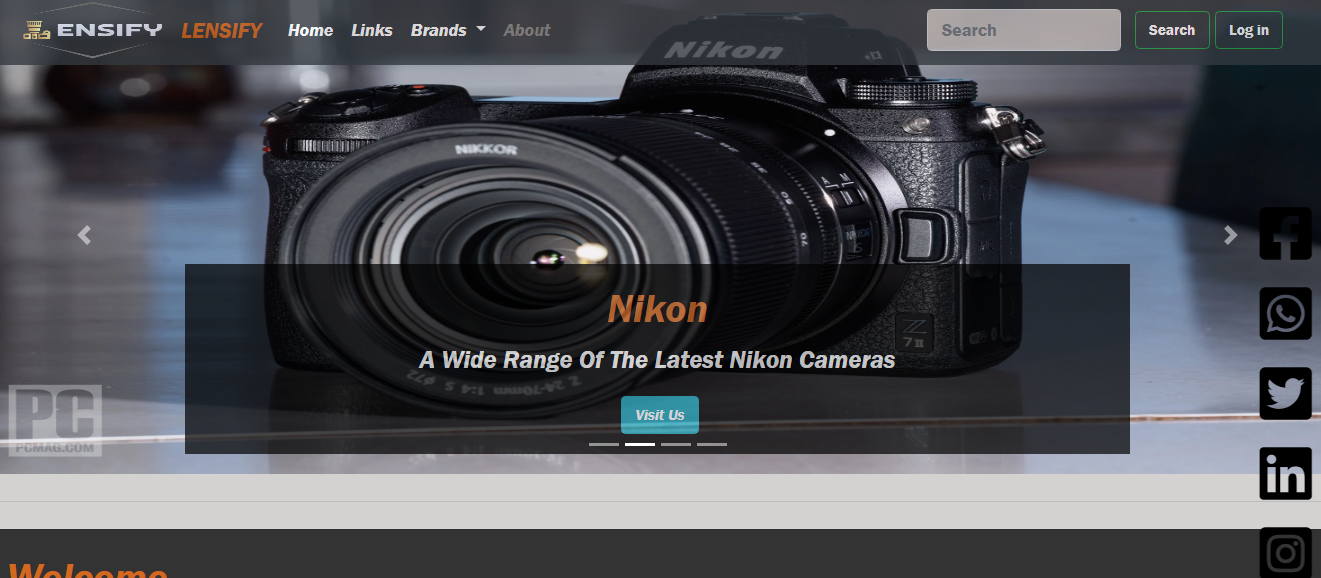 ENSIFY LENSIFY Home Links Brands About Search Search Log in
Nikon
NIKKOR
Nikon
A Wide Range Of The Latest Nikon Cameras
Z
7II
Z 24-70mm 1:4 S Ø72
Visit Us
PC
PCMAG.COM
Welcome